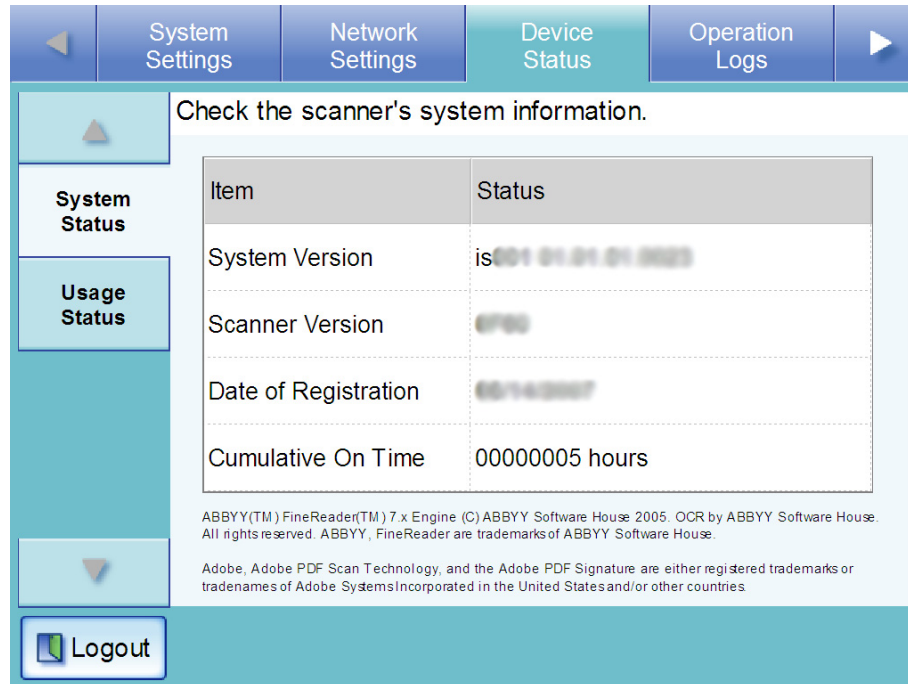 System
Settings
Network
Settings
Device
Status
Operation
Logs
Check the scanner's system information.
System
Status
Usage
Status
Item Status
System Version is
Scanner Version
Date of Registration
Cumulative On Time 00000005 hours
ABBYY(TM) FineReader(TM) 7.x Engine (C) ABBYY Software House 2005. OCR by ABBYY Software House.
All rights reserved. ABBYY, FineReader are trademarks of ABBYY Software House.
Adobe, Adobe PDF Scan Technology, and the Adobe PDF Signature are either registered trademarks or
tradenames of Adobe Systems Incorporated in the United States and/or other countries.
Logout